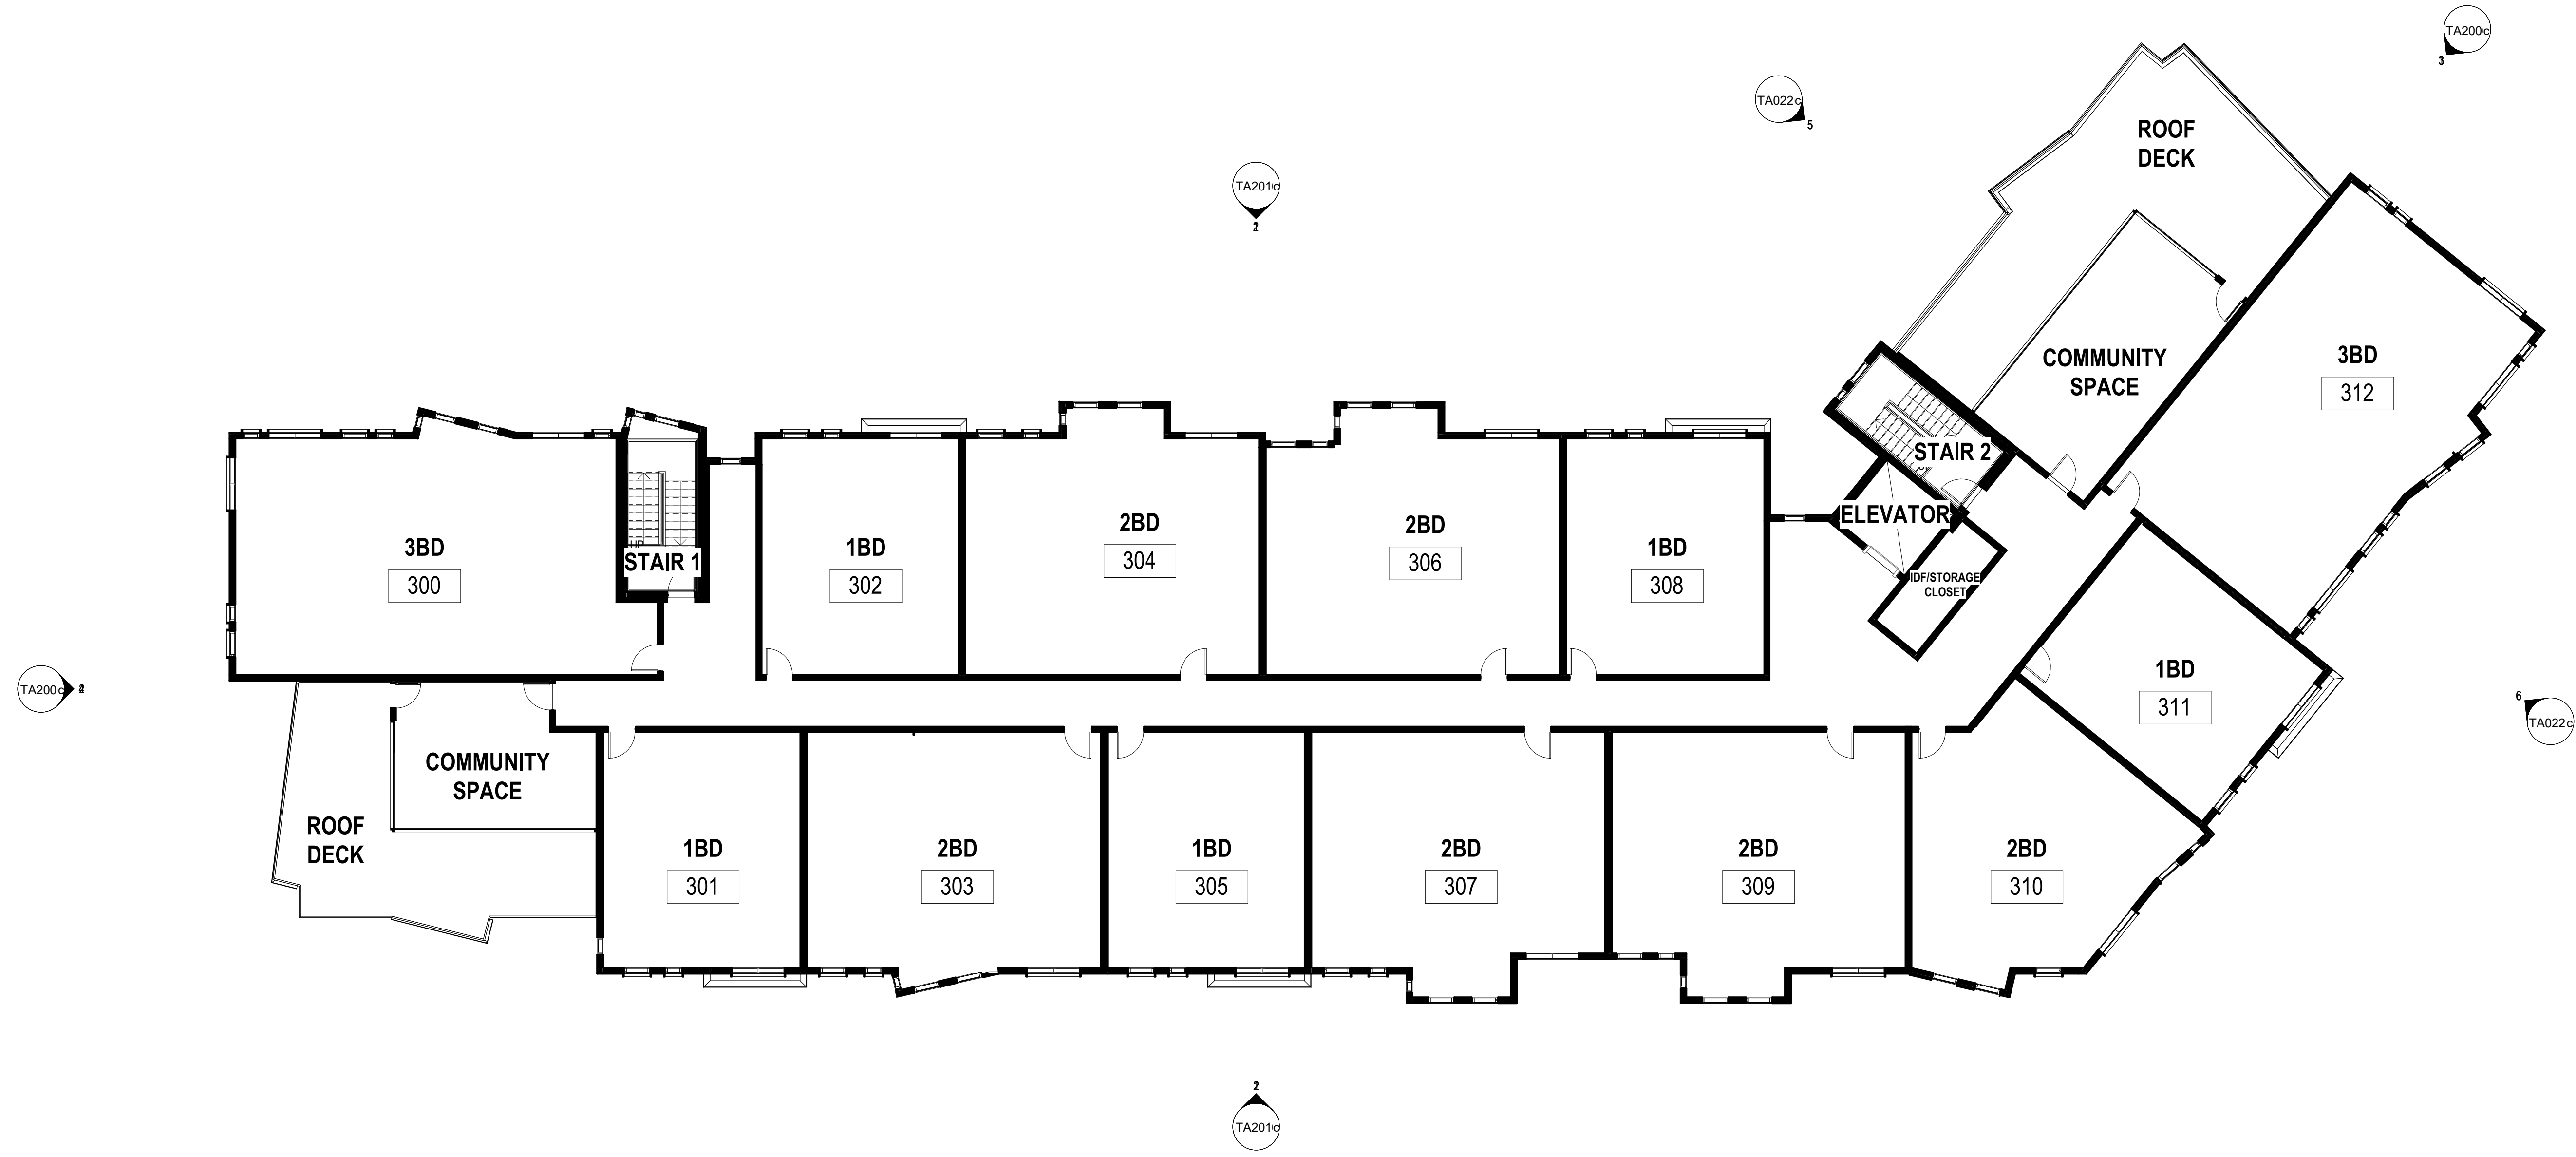 TA200c
3
TA022c
5
TA201c
ROOF
DECK
COMMUNITY
SPACE
3BD
312
STAIR 2
ELEVATOR
IDF/STORAGE
CLOSET
2BD
304
2BD
306
1BD
302
1BD
308
3BD
300
UP
STAIR 1
1BD
311
TA200c
6
TA022c
COMMUNITY
SPACE
ROOF
DECK
1BD
301
2BD
303
1BD
305
2BD
307
2BD
309
2BD
310
TA201c